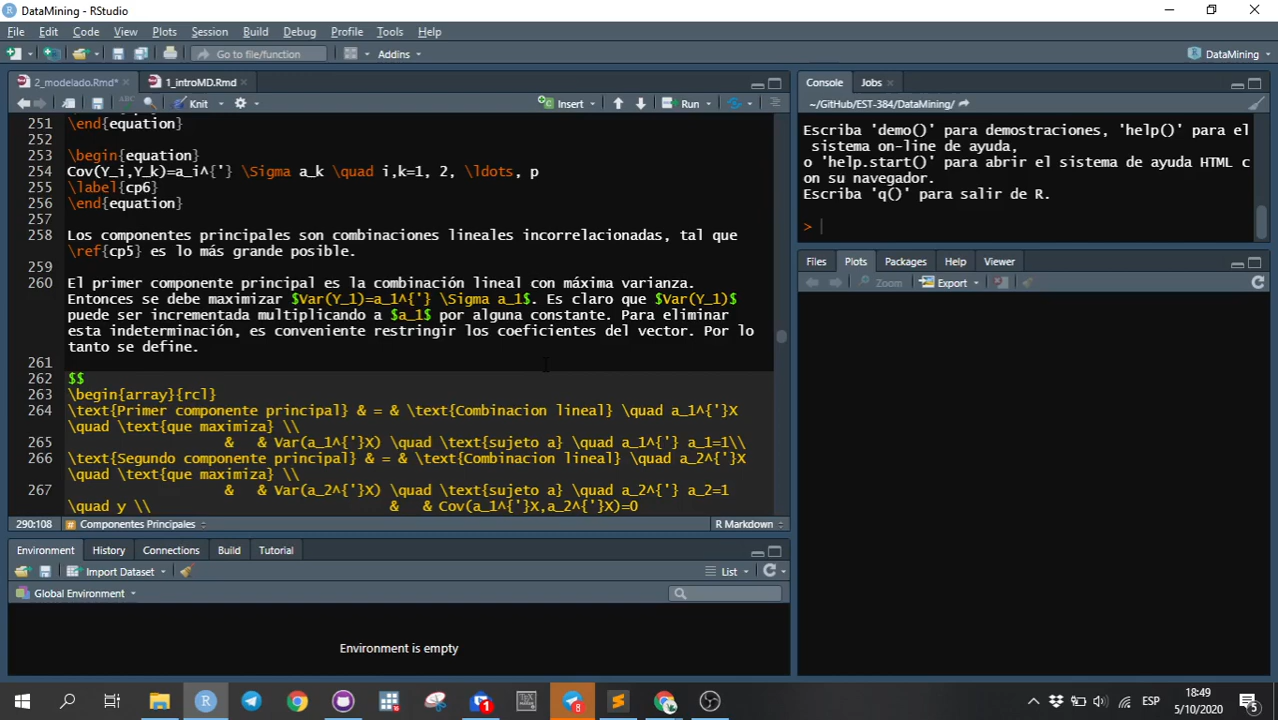 DataMining - RStudio
File Edit Code View Plots Session Build Debug Profile Tools Help
Go to file/function Addins DataMining
2_modelado.Rmd* 1_introMD.Rmd
Knit Insert Run
251 \end{equation}
252
253 \begin{equation}
254 Cov(Y_i,Y_k)=a_i^{'} \Sigma a_k \quad i,k=1, 2, \ldots, p
255 \label{cp6}
256 \end{equation}
257
258 Los componentes principales son combinaciones lineales incorrelacionadas, tal que
\ref{cp5} es lo más grande posible.
259
260 El primer componente principal es la combinación lineal con máxima varianza.
Entonces se debe maximizar $Var(Y_1)=a_1^{'} \Sigma a_1$. Es claro que $Var(Y_1)$
puede ser incrementada multiplicando a $a_1$ por alguna constante. Para eliminar
esta indeterminación, es conveniente restringir los coeficientes del vector. Por lo
tanto se define.
261
262 $$
263 \begin{array}{rcl}
264 \text{Primer componente principal} & = & \text{Combinacion lineal} \quad a_1^{'}X
\quad \text{que maximiza} \\
265 & & Var(a_1^{'}X) \quad \text{sujeto a} \quad a_1^{'} a_1=1\\
266 \text{Segundo componente principal} & = & \text{Combinacion lineal} \quad a_2^{'}X
\quad \text{que maximiza} \\
267 & & Var(a_2^{'}X) \quad \text{sujeto a} \quad a_2^{'} a_2=1
\quad y \\ & & Cov(a_1^{'}X,a_2^{'}X)=0
290:108 # Componentes Principales R Markdown
Environment History Connections Build Tutorial
Import Dataset List
Global Environment
Environment is empty
Console Jobs
~/GitHub/EST-384/DataMining/
Escriba 'demo()' para demostraciones, 'help()' para el
sistema on-line de ayuda,
o 'help.start()' para abrir el sistema de ayuda HTML c
on su navegador.
Escriba 'q()' para salir de R.
>
Files Plots Packages Help Viewer
Zoom Export
ESP
18:49
5/10/2020